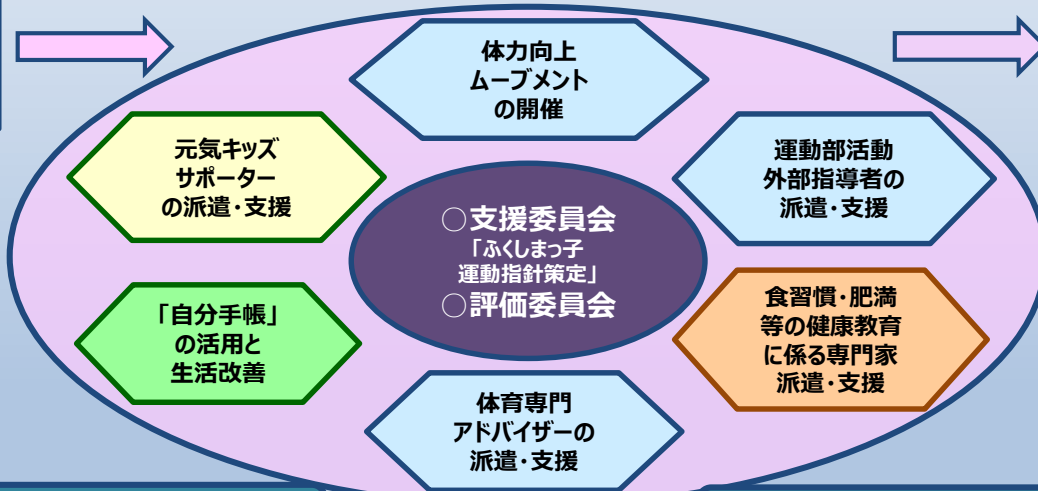 体力向上
ムーブメント
の開催
元気キッズ
サポーター
の派遣・支援
運動部活動
外部指導者の
派遣・支援
○支援委員会
「ふくしまっ子
運動指針策定」
○評価委員会
「自分手帳」
の活用と
生活改善
食習慣・肥満
等の健康教育
に係る専門家
派遣・支援
体育専門
アドバイザーの
派遣・支援